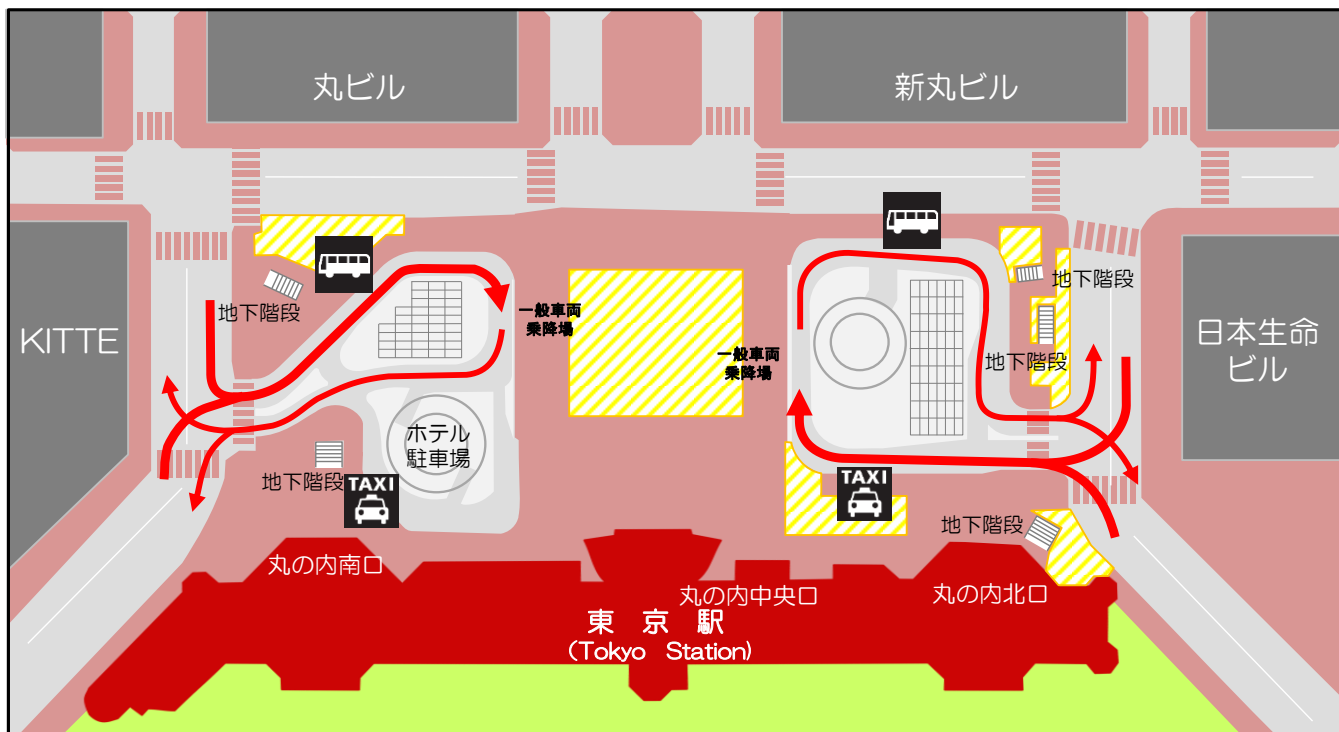 丸ビル
新丸ビル
地下階段
KITTE
一般車両
乗降場
一般車両
乗降場
地下階段
地下階段
日本生命
ビル
ホテル
駐車場
地下階段
TAXI
TAXI
地下階段
丸の内南口
丸の内中央口
丸の内北口
東 京 駅
(Tokyo Station)